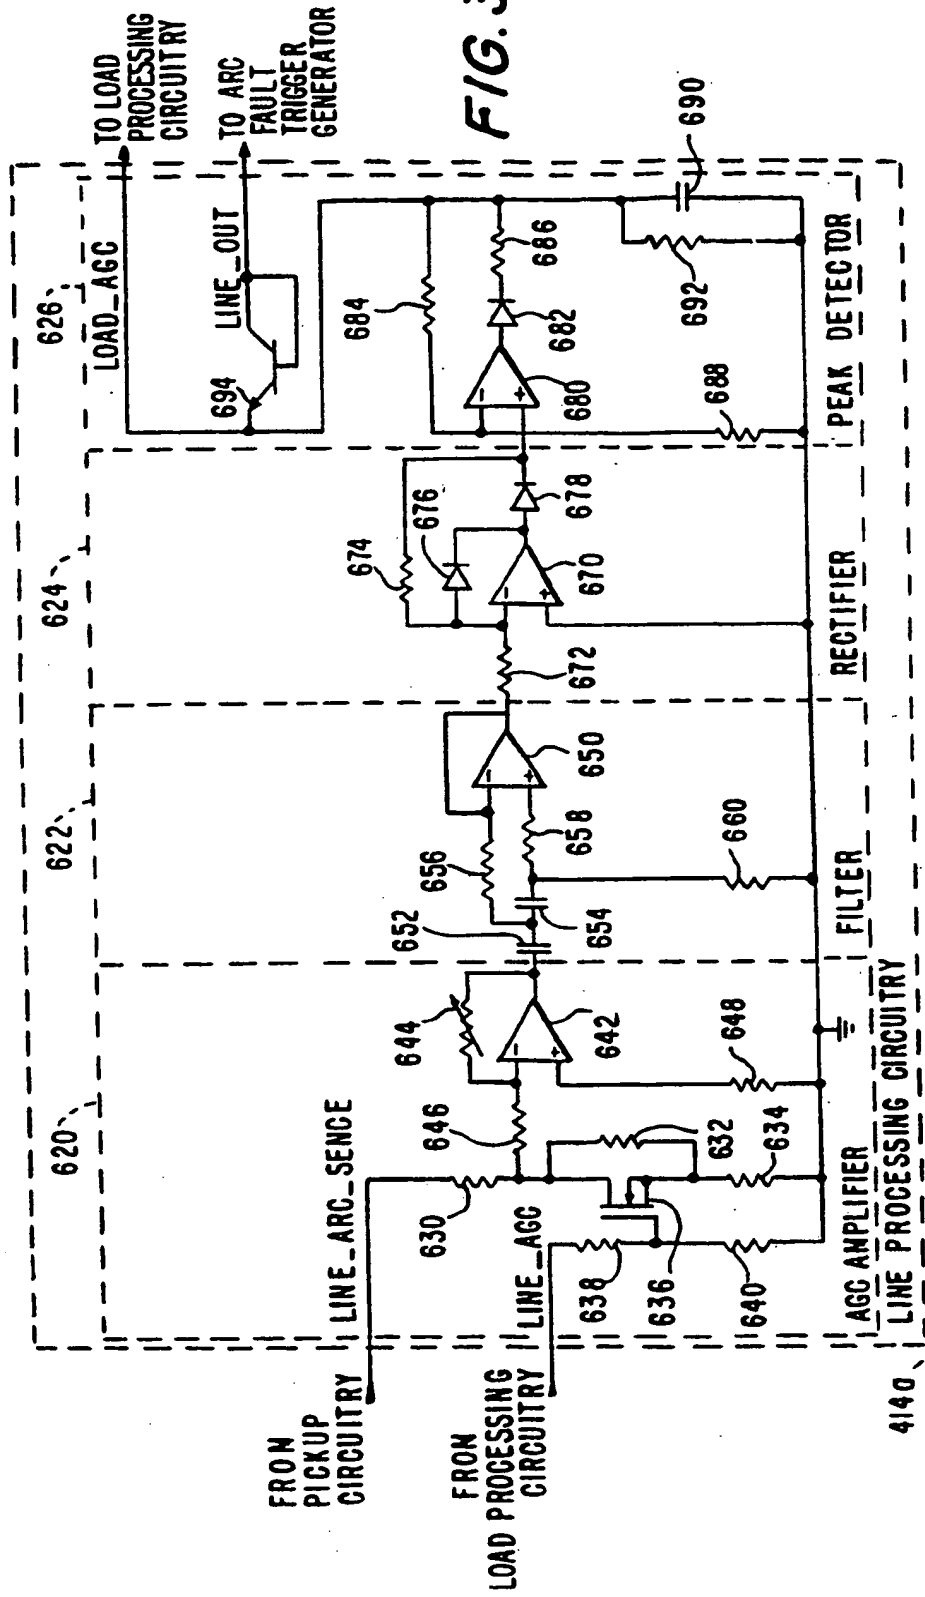 FROM
PICKUP
CIRCUITRY
FROM
LOAD PROCESSING
CIRCUITRY
414a
620
622
624
626
LINE_ARC_SENCE
LINE_AGC
630
646
644
642
632
636
638
634
640
648
AGC AMPLIFIER
LINE PROCESSING CIRCUITRY
652
656
654
658
650
660
FILTER
672
674
676
670
678
RECTIFIER
LOAD_AGC
LINE_OUT
694
684
680
682
686
688
692
690
PEAK DETECTOR
TO LOAD
PROCESSING
CIRCUITRY
TO ARC
FAULT
TRIGGER
GENERATOR
FIG. 3